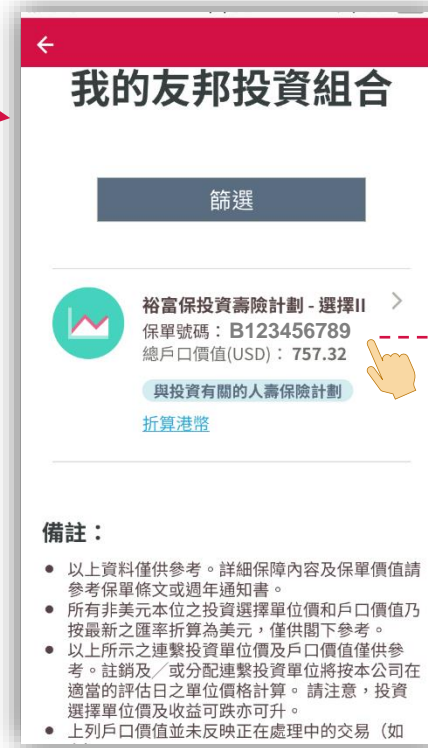 我的友邦投資組合
篩選
裕富保投資壽險計劃 - 選擇II
保單號碼：B123456789
總戶口價值(USD)：757.32
與投資有關的人壽保險計劃
折算港幣
備註：
• 以上資料僅供參考。詳細保障內容及保單價值請
參考保單條文或週年通知書。
• 所有非美元本位之投資選擇單位價和戶口價值乃
按最新之匯率折算為美元，僅供閣下參考。
• 以上所示之連繫投資單位價及戶口價值僅供參
考。註銷及／或分配連繫投資單位將按本公司在
適當的評估日之單位價格計算。請注意，投資
選擇單位價及收益可跌亦可升。
• 上列戶口價值並未反映正在處理中的交易（如